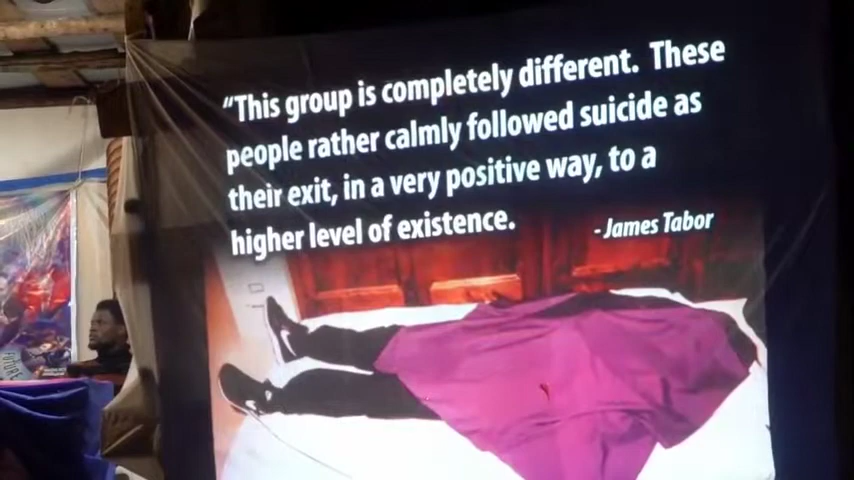 “This group is completely different. These
people rather calmly followed suicide as
their exit, in a very positive way, to a
higher level of existence.
- James Tabor
FUTURE